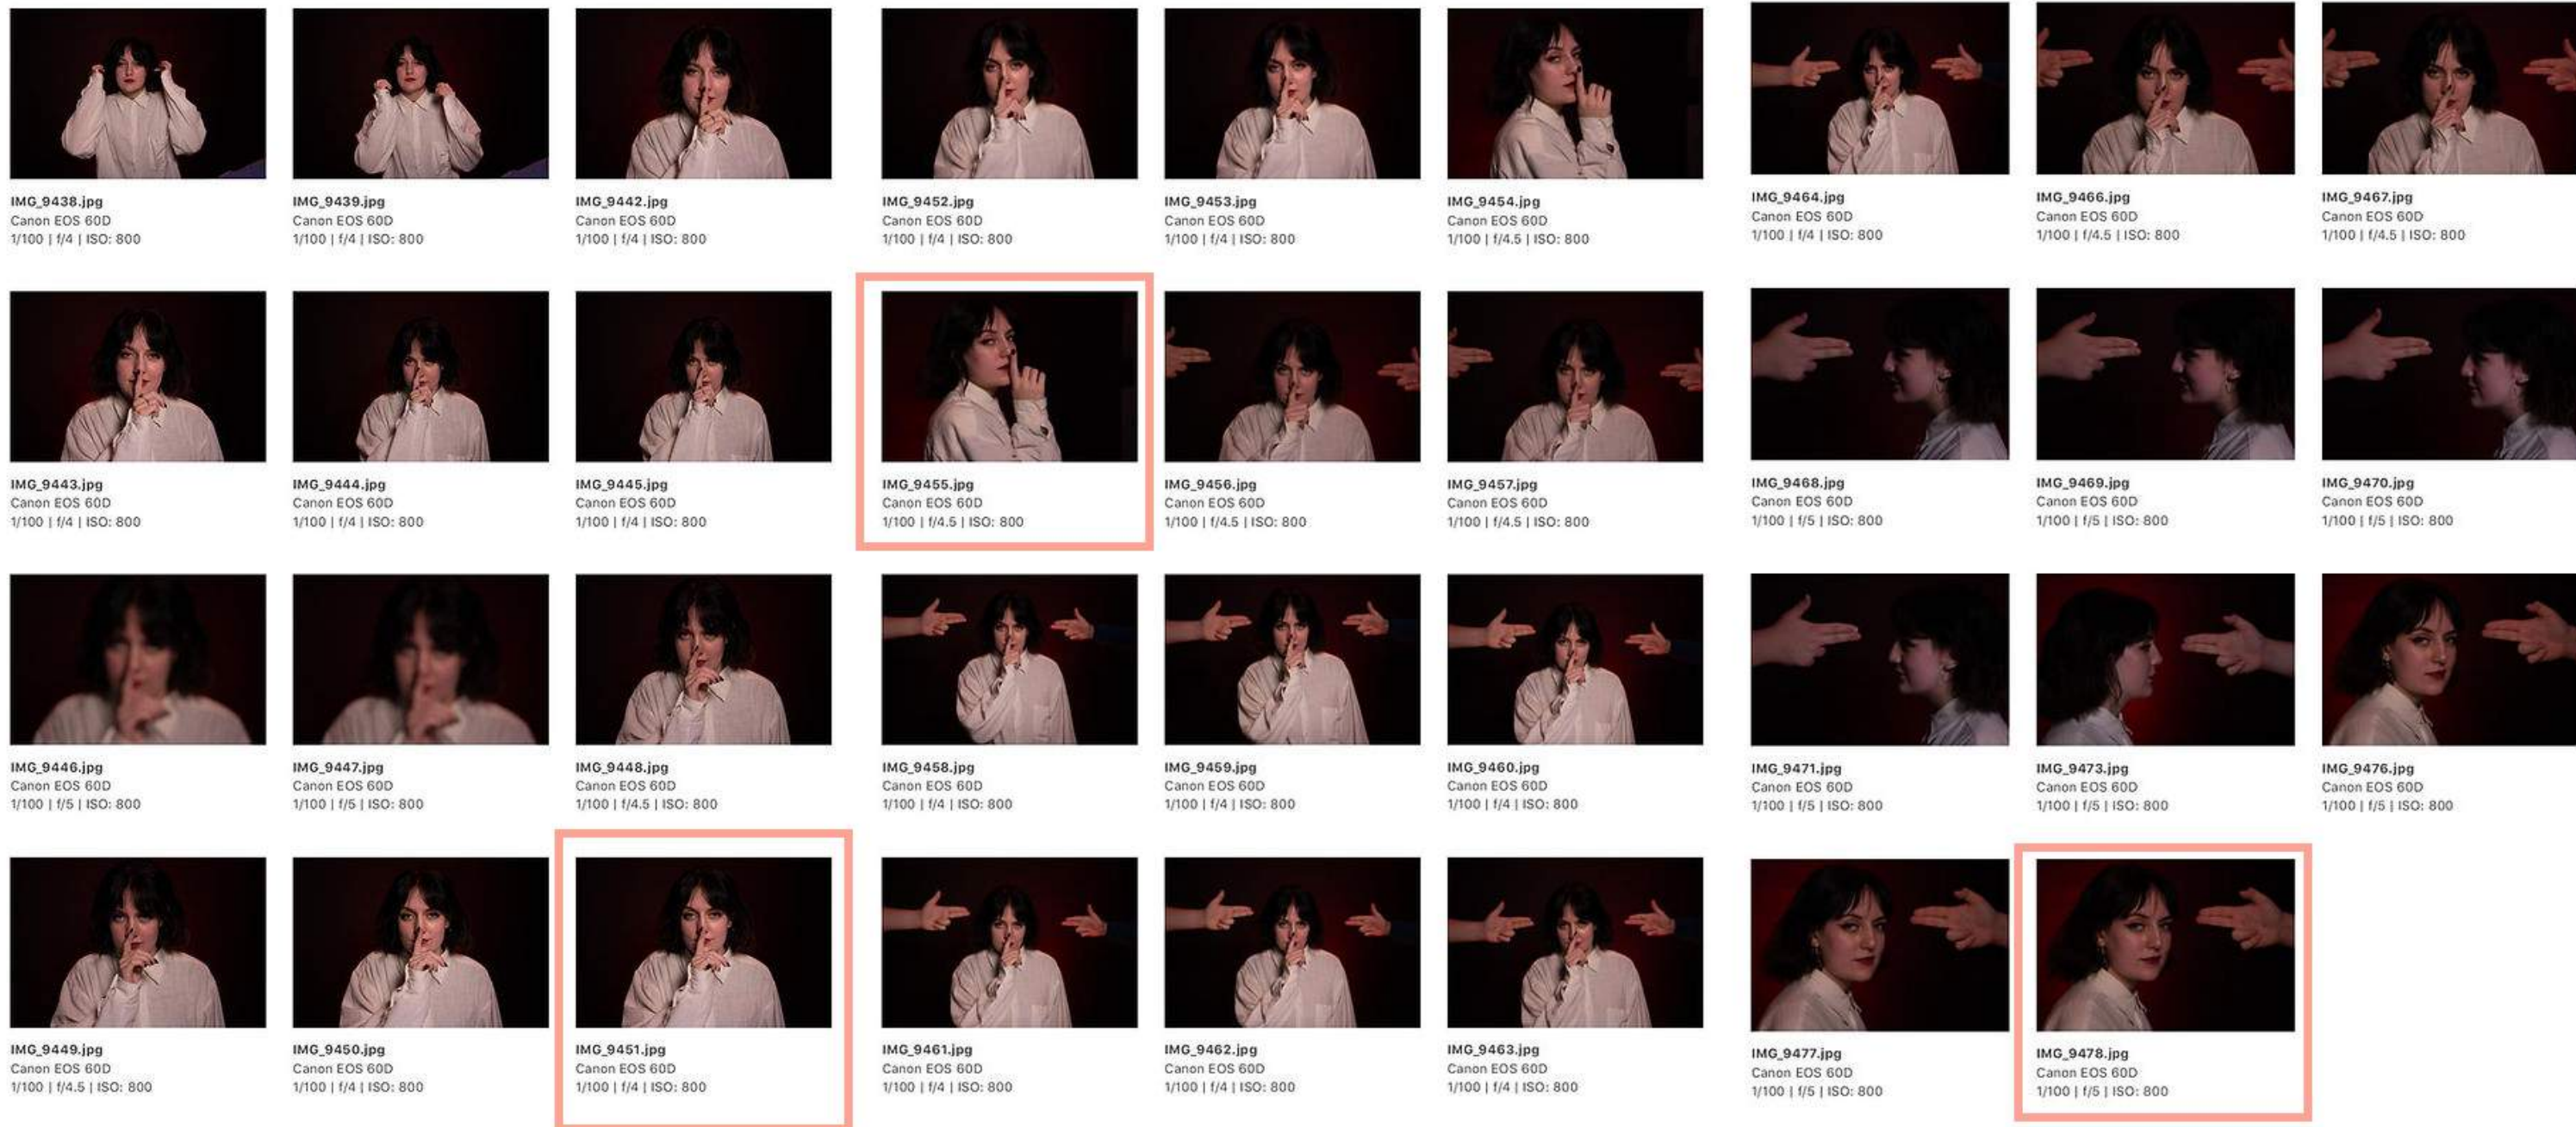 IMG_9438.jpg
Canon EOS 60D
1/100 | f/4 | ISO: 800
IMG_9439.jpg
Canon EOS 60D
1/100 | f/4 | ISO: 800
IMG_9442.jpg
Canon EOS 60D
1/100 | f/4 | ISO: 800
IMG_9452.jpg
Canon EOS 60D
1/100 | f/4 | ISO: 800
IMG_9453.jpg
Canon EOS 60D
1/100 | f/4 | ISO: 800
IMG_9454.jpg
Canon EOS 60D
1/100 | f/4.5 | ISO: 800
IMG_9464.jpg
Canon EOS 60D
1/100 | f/4 | ISO: 800
IMG_9466.jpg
Canon EOS 60D
1/100 | f/4.5 | ISO: 800
IMG_9467.jpg
Canon EOS 60D
1/100 | f/4.5 | ISO: 800
IMG_9443.jpg
Canon EOS 60D
1/100 | f/4 | ISO: 800
IMG_9444.jpg
Canon EOS 60D
1/100 | f/4 | ISO: 800
IMG_9445.jpg
Canon EOS 60D
1/100 | f/4 | ISO: 800
IMG_9455.jpg
Canon EOS 60D
1/100 | f/4.5 | ISO: 800
IMG_9456.jpg
Canon EOS 60D
1/100 | f/4.5 | ISO: 800
IMG_9457.jpg
Canon EOS 60D
1/100 | f/4.5 | ISO: 800
IMG_9468.jpg
Canon EOS 60D
1/100 | f/5 | ISO: 800
IMG_9469.jpg
Canon EOS 60D
1/100 | f/5 | ISO: 800
IMG_9470.jpg
Canon EOS 60D
1/100 | f/5 | ISO: 800
IMG_9446.jpg
Canon EOS 60D
1/100 | f/5 | ISO: 800
IMG_9447.jpg
Canon EOS 60D
1/100 | f/5 | ISO: 800
IMG_9448.jpg
Canon EOS 60D
1/100 | f/4.5 | ISO: 800
IMG_9458.jpg
Canon EOS 60D
1/100 | f/4 | ISO: 800
IMG_9459.jpg
Canon EOS 60D
1/100 | f/4 | ISO: 800
IMG_9460.jpg
Canon EOS 60D
1/100 | f/4 | ISO: 800
IMG_9471.jpg
Canon EOS 60D
1/100 | f/5 | ISO: 800
IMG_9473.jpg
Canon EOS 60D
1/100 | f/5 | ISO: 800
IMG_9476.jpg
Canon EOS 60D
1/100 | f/5 | ISO: 800
IMG_9449.jpg
Canon EOS 60D
1/100 | f/4.5 | ISO: 800
IMG_9450.jpg
Canon EOS 60D
1/100 | f/4 | ISO: 800
IMG_9451.jpg
Canon EOS 60D
1/100 | f/4 | ISO: 800
IMG_9461.jpg
Canon EOS 60D
1/100 | f/4 | ISO: 800
IMG_9462.jpg
Canon EOS 60D
1/100 | f/4 | ISO: 800
IMG_9463.jpg
Canon EOS 60D
1/100 | f/4 | ISO: 800
IMG_9477.jpg
Canon EOS 60D
1/100 | f/5 | ISO: 800
IMG_9478.jpg
Canon EOS 60D
1/100 | f/5 | ISO: 800